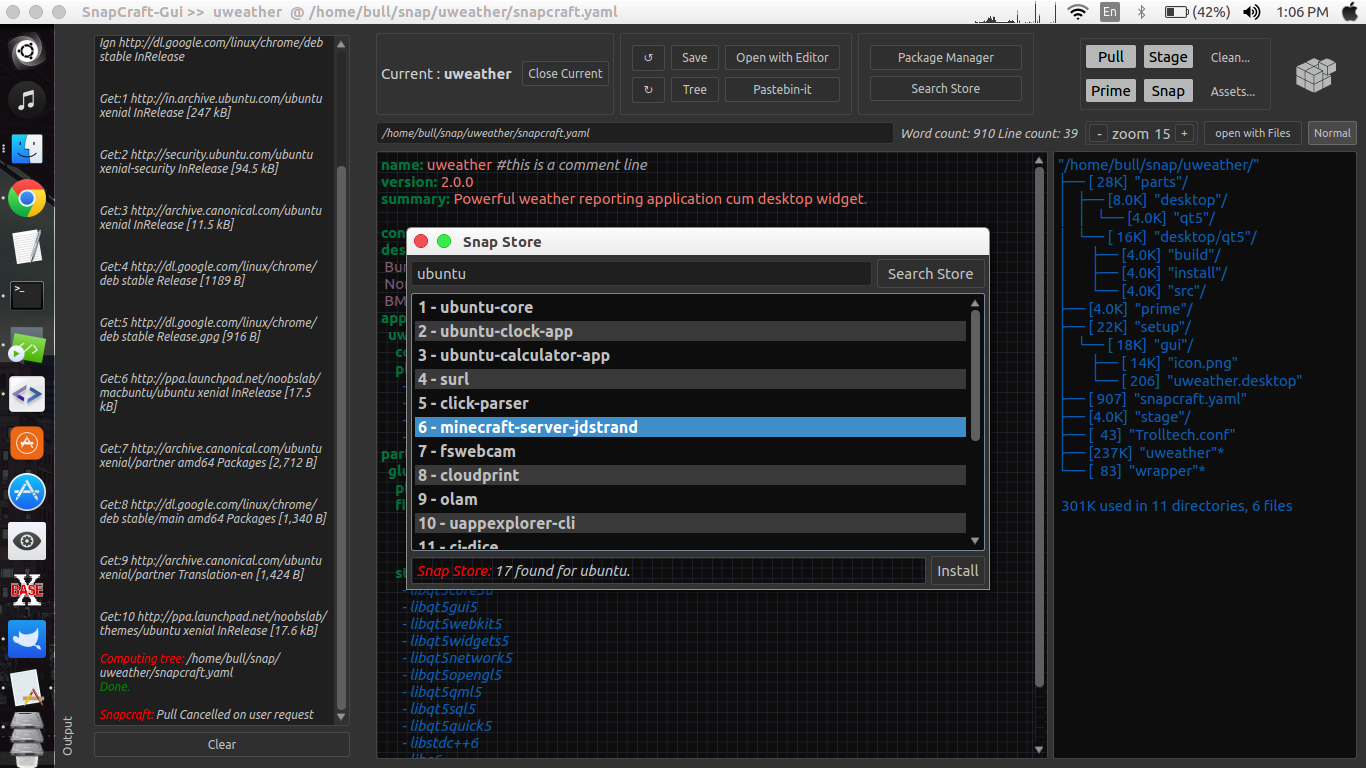 SnapCraft-Gui >> uweather @ /home/bull/snap/uweather/snapcraft.yaml
En
(42%)
1:06 PM
Ign http://dl.google.com/linux/chrome/deb
stable InRelease
Get:1 http://in.archive.ubuntu.com/ubuntu
xenial InRelease [247 kB]
Get:2 http://security.ubuntu.com/ubuntu
xenial-security InRelease [94.5 kB]
Get:3 http://archive.canonical.com/ubuntu
xenial InRelease [11.5 kB]
Get:4 http://dl.google.com/linux/chrome/
deb stable Release [1189 B]
Get:5 http://dl.google.com/linux/chrome/
deb stable Release.gpg [916 B]
Get:6 http://ppa.launchpad.net/noobslab/
macbuntu/ubuntu xenial InRelease [17.5
kB]
Get:7 http://archive.canonical.com/ubuntu
xenial/partner amd64 Packages [2,712 B]
Get:8 http://dl.google.com/linux/chrome/
deb stable/main amd64 Packages [1,340 B]
Get:9 http://archive.canonical.com/ubuntu
xenial/partner Translation-en [1,424 B]
Get:10 http://ppa.launchpad.net/noobslab/
themes/ubuntu xenial InRelease [17.6 kB]
Computing tree: /home/bull/snap/
uweather/snapcraft.yaml
Done.
Snapcraft: Pull Cancelled on user request
Clear
Output
X
BASE
Current : uweather
Close Current
↺
Save
Open with Editor
↻
Tree
Pastebin-it
Package Manager
Search Store
Pull
Stage
Clean...
Prime
Snap
Assets...
/home/bull/snap/uweather/snapcraft.yaml
Word count: 910 Line count: 39
- zoom 15 +
open with Files
Normal
name: uweather #this is a comment line
version: 2.0.0
summary: Powerful weather reporting application cum desktop widget.
con
des
Bu
No
BM
app
uw
co
p
par
glu
p
fi
st
- libqt5core5a
- libqt5gui5
- libqt5webkit5
- libqt5widgets5
- libqt5network5
- libqt5opengl5
- libqt5qml5
- libqt5sql5
- libqt5quick5
- libstdc++6
Snap Store
ubuntu
Search Store
1 - ubuntu-core
2 - ubuntu-clock-app
3 - ubuntu-calculator-app
4 - surl
5 - click-parser
6 - minecraft-server-jdstrand
7 - fswebcam
8 - cloudprint
9 - olam
10 - uappexplorer-cli
11 - ci-dice
Snap Store: 17 found for ubuntu.
Install
"/home/bull/snap/uweather/"
├── [ 28K] "parts"/
│ ├── [8.0K] "desktop"/
│ │ └── [4.0K] "qt5"/
│ └── [ 16K] "desktop/qt5"/
│ ├── [4.0K] "build"/
│ ├── [4.0K] "install"/
│ └── [4.0K] "src"/
├── [4.0K] "prime"/
├── [ 22K] "setup"/
│ └── [ 18K] "gui"/
│ ├── [ 14K] "icon.png"
│ └── [ 206] "uweather.desktop"
├── [ 907] "snapcraft.yaml"
├── [4.0K] "stage"/
├── [ 43] "Trolltech.conf"
├── [237K] "uweather"*
└── [ 83] "wrapper"*
301K used in 11 directories, 6 files